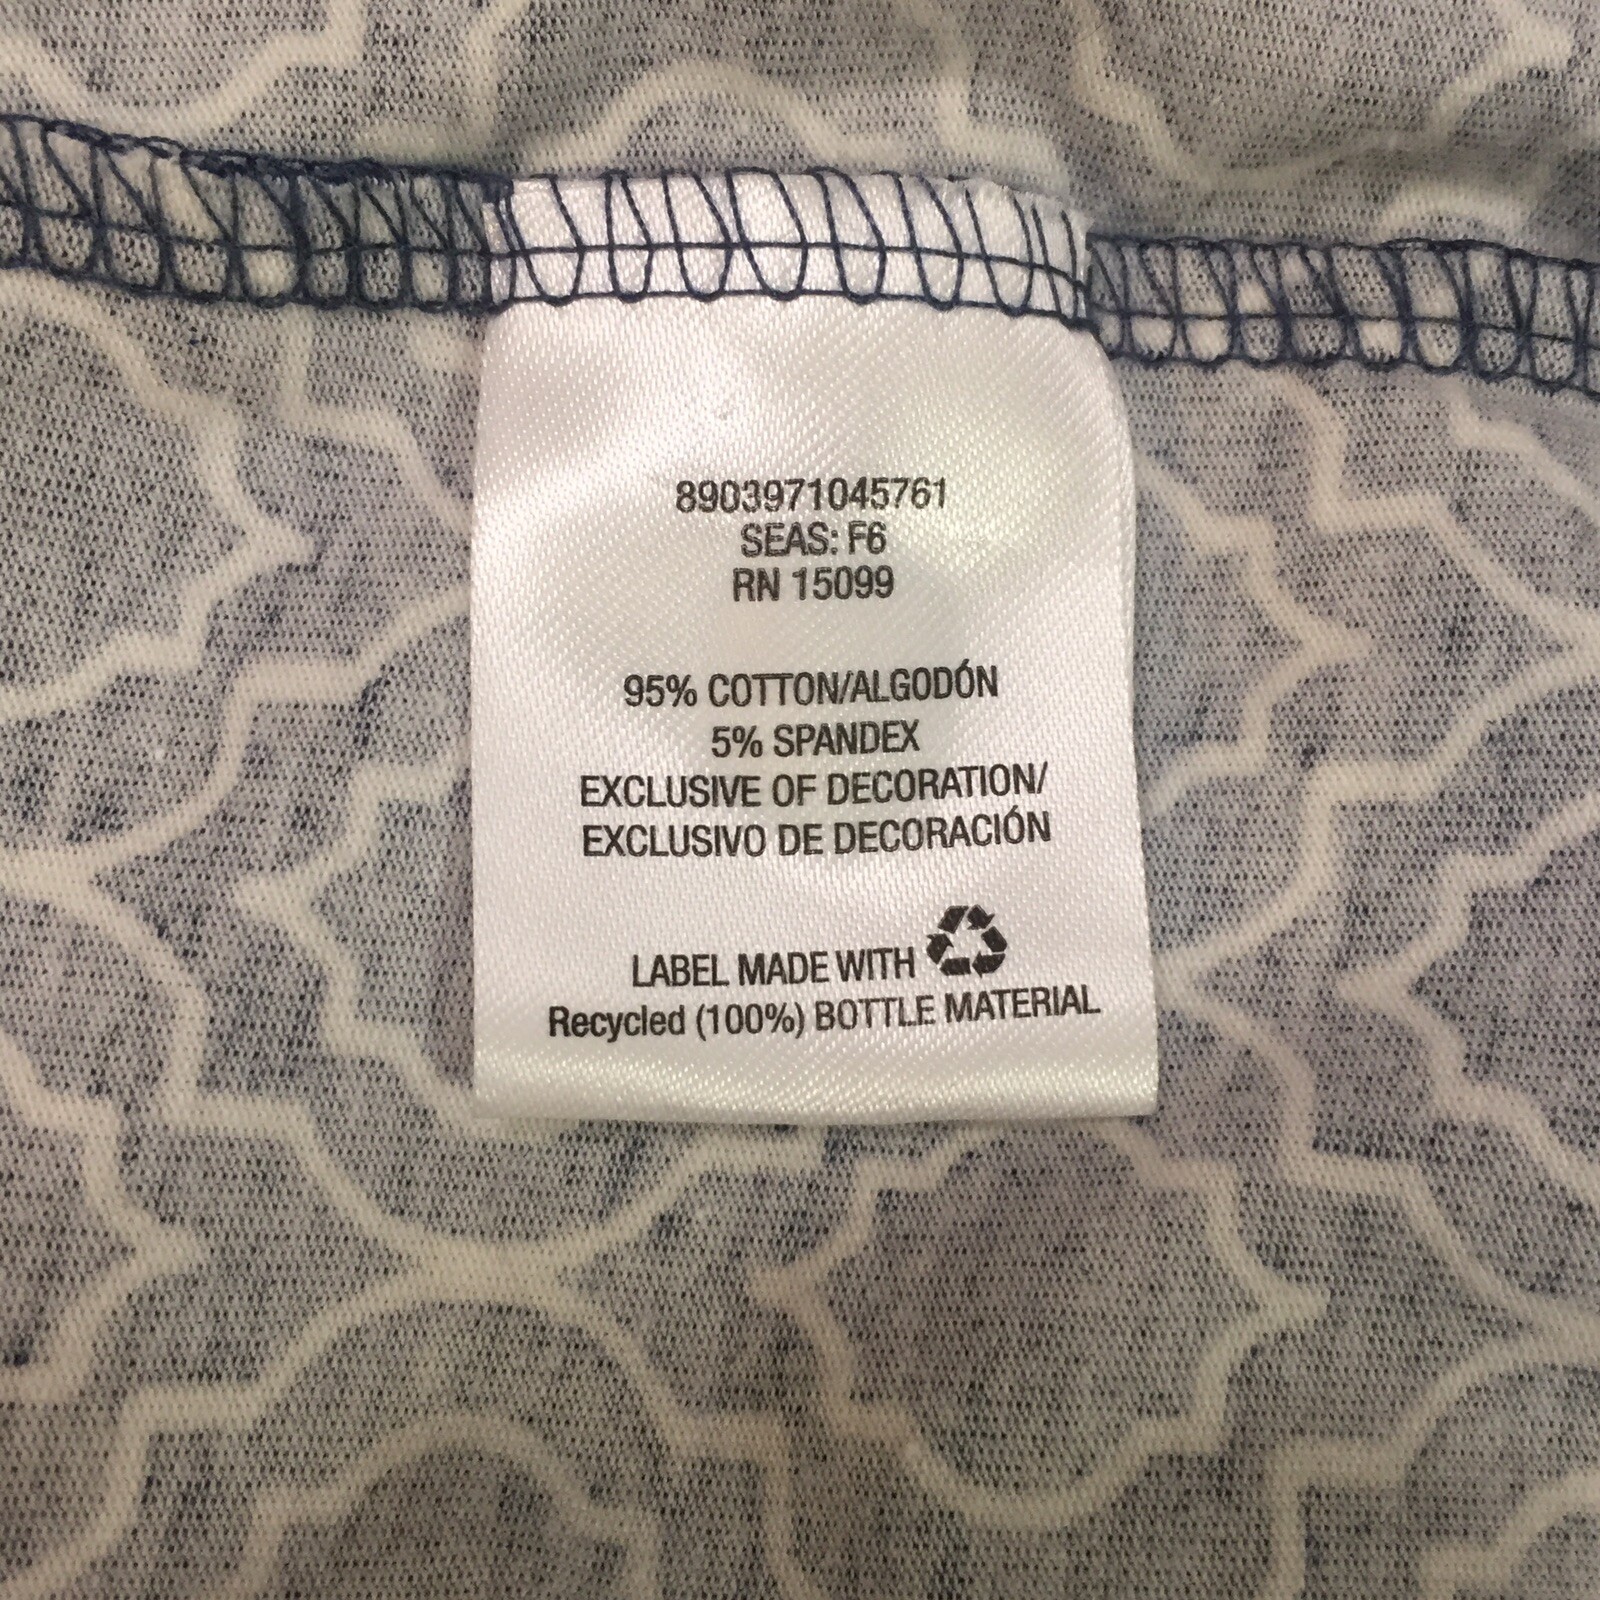 8903971045761
SEAS: F6
RN 15099
95% COTTON/ALGODÓN
5% SPANDEX
EXCLUSIVE OF DECORATION/
EXCLUSIVO DE DECORACIÓN
LABEL MADE WITH
Recycled (100%) BOTTLE MATERIAL